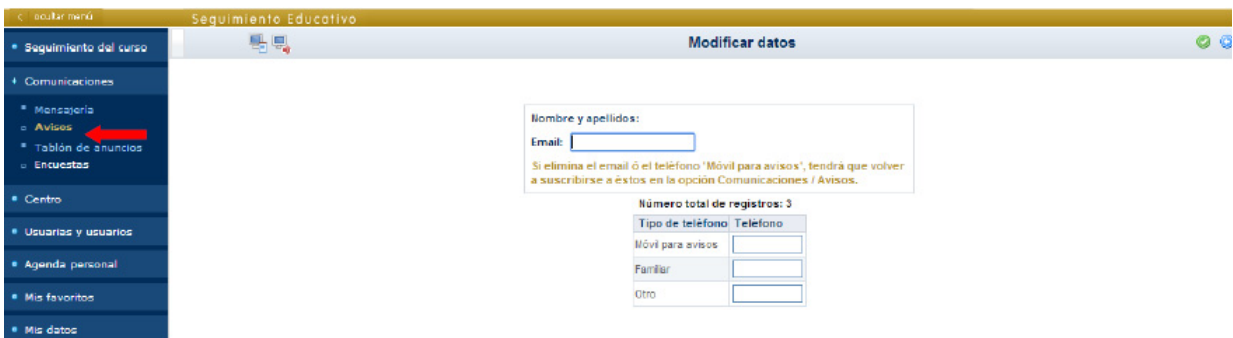 ocultar menú
Seguimiento Educativo
Seguimiento del curso
Modificar datos
Comunicaciones
Mensajería
Avisos
Tablón de anuncios
Encuestas
Centro
Usuarias y usuarios
Agenda personal
Mis favoritos
Mis datos
Nombre y apellidos:
Email:
Si elimina el email ó el teléfono 'Móvil para avisos', tendrá que volver
a suscribirse a éstos en la opción Comunicaciones / Avisos.
Número total de registros: 3
Tipo de teléfono Teléfono
Móvil para avisos
Familiar
Otro